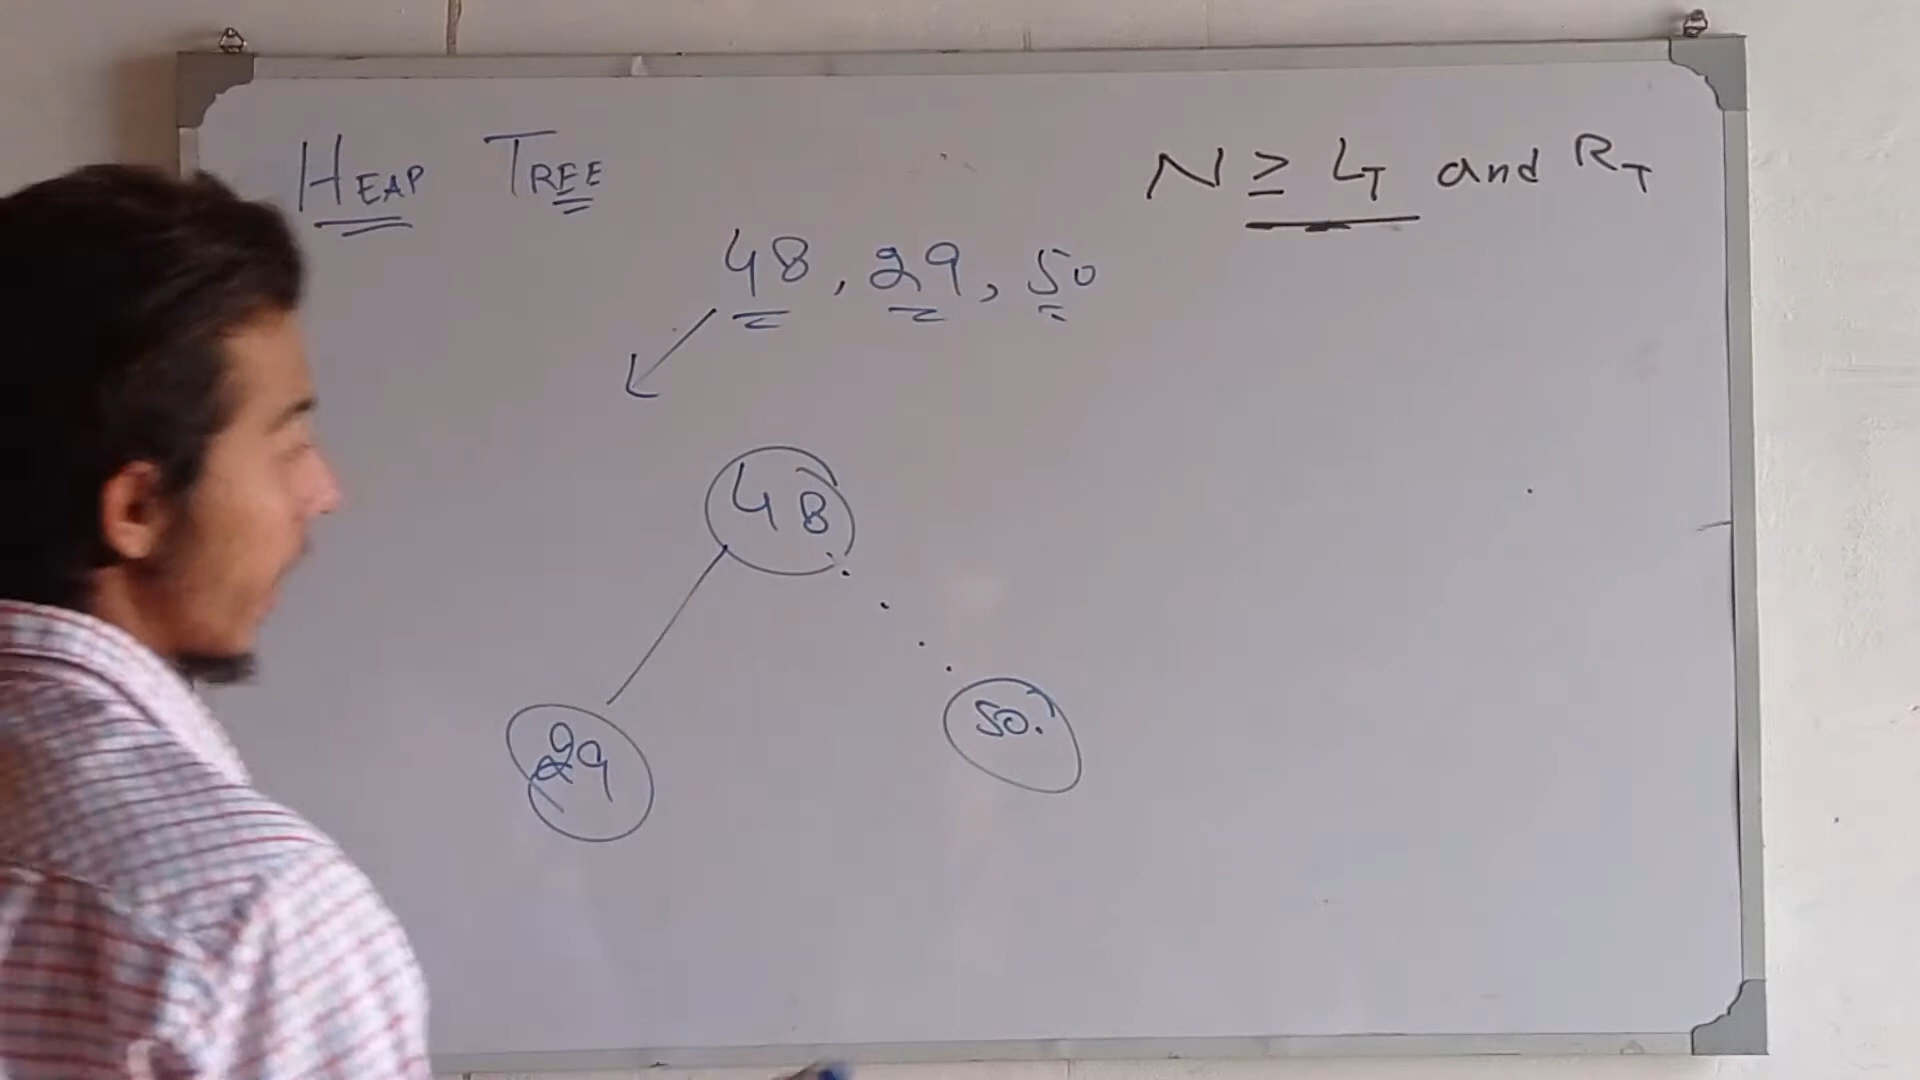 HEAP TREE
N ≥ LT and RT
48, 29, 50
48
29
50.